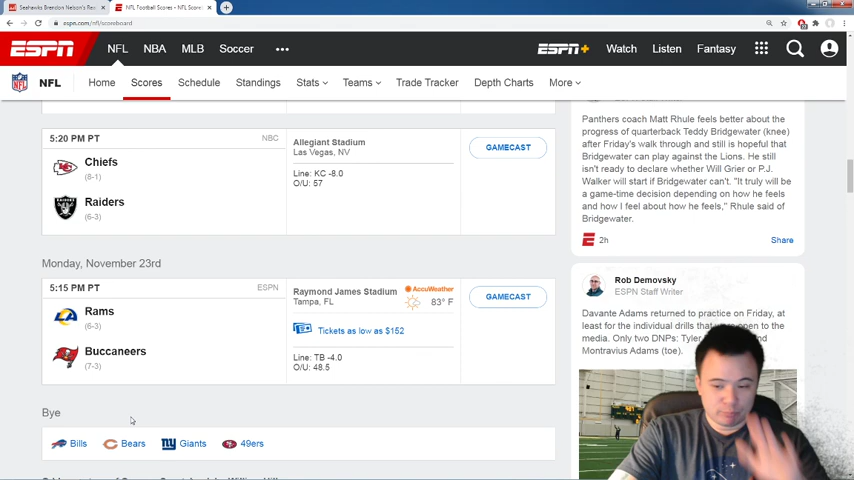 Seahawks Brandon Nelson's Rea
NFL Football Scores - NFL Score
espn.com/nfl/scoreboard
ESPN
NFL
NBA
MLB
Soccer
ESPN+
Watch
Listen
Fantasy
NFL
Home
Scores
Schedule
Standings
Stats
Teams
Trade Tracker
Depth Charts
More
5:20 PM PT
NBC
Chiefs
(8-1)
Raiders
(6-3)
Allegiant Stadium
Las Vegas, NV
Line: KC -8.0
O/U: 57
GAMECAST
Monday, November 23rd
5:15 PM PT
ESPN
Rams
(6-3)
Buccaneers
(7-3)
Raymond James Stadium
Tampa, FL
AccuWeather
83° F
Tickets as low as $152
Line: TB -4.0
O/U: 48.5
GAMECAST
Bye
Bills
Bears
Giants
49ers
Panthers coach Matt Rhule feels better about the
progress of quarterback Teddy Bridgewater (knee)
after Friday's walk through and still is hopeful that
Bridgewater can play against the Lions. He still
isn't ready to declare whether Will Grier or P.J.
Walker will start if Bridgewater can't. "It truly will be
a game-time decision depending on how he feels
and how I feel about how he feels," Rhule said of
Bridgewater.
2h
Share
Rob Demovsky
ESPN Staff Writer
Davante Adams returned to practice on Friday, at
least for the individual drills that were open to the
media. Only two DNPs: Tyler
and
Montravius Adams (toe).